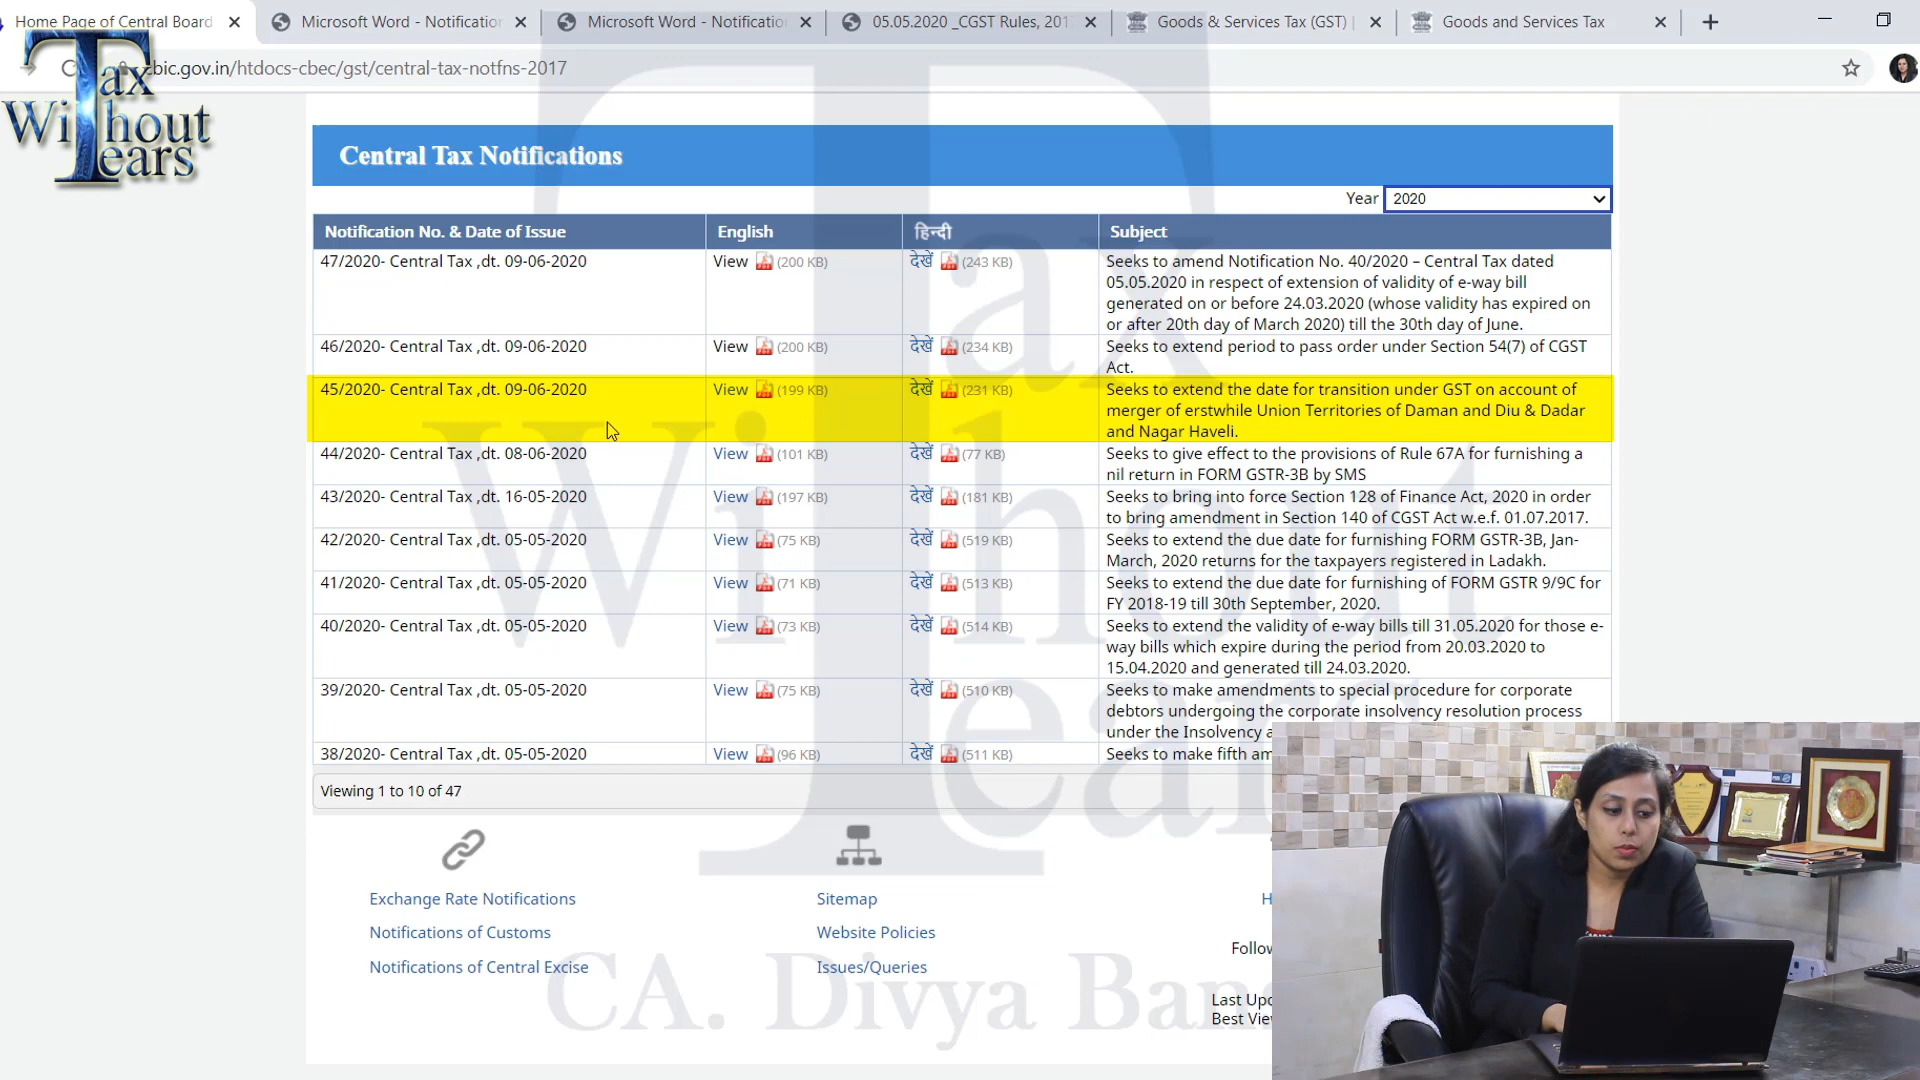 Home Page of Central Board
Microsoft Word - Notification
Microsoft Word - Notification
05.05.2020 _CGST Rules, 201
Goods & Services Tax (GST) |
Goods and Services Tax
cbic.gov.in/htdocs-cbec/gst/central-tax-notfns-2017
Tax
Without
Tears
Central Tax Notifications
Year 2020
Notification No. & Date of Issue English हिन्दी Subject
47/2020- Central Tax ,dt. 09-06-2020 View (200 KB) देखें (243 KB) Seeks to amend Notification No. 40/2020 – Central Tax dated
05.05.2020 in respect of extension of validity of e-way bill
generated on or before 24.03.2020 (whose validity has expired on
or after 20th day of March 2020) till the 30th day of June.
46/2020- Central Tax ,dt. 09-06-2020 View (200 KB) देखें (234 KB) Seeks to extend period to pass order under Section 54(7) of CGST
Act.
45/2020- Central Tax ,dt. 09-06-2020 View (199 KB) देखें (231 KB) Seeks to extend the date for transition under GST on account of
merger of erstwhile Union Territories of Daman and Diu & Dadar
and Nagar Haveli.
44/2020- Central Tax ,dt. 08-06-2020 View (101 KB) देखें (77 KB) Seeks to give effect to the provisions of Rule 67A for furnishing a
nil return in FORM GSTR-3B by SMS
43/2020- Central Tax ,dt. 16-05-2020 View (197 KB) देखें (181 KB) Seeks to bring into force Section 128 of Finance Act, 2020 in order
to bring amendment in Section 140 of CGST Act w.e.f. 01.07.2017.
42/2020- Central Tax ,dt. 05-05-2020 View (75 KB) देखें (519 KB) Seeks to extend the due date for furnishing FORM GSTR-3B, Jan-
March, 2020 returns for the taxpayers registered in Ladakh.
41/2020- Central Tax ,dt. 05-05-2020 View (71 KB) देखें (513 KB) Seeks to extend the due date for furnishing of FORM GSTR 9/9C for
FY 2018-19 till 30th September, 2020.
40/2020- Central Tax ,dt. 05-05-2020 View (73 KB) देखें (514 KB) Seeks to extend the validity of e-way bills till 31.05.2020 for those e-
way bills which expire during the period from 20.03.2020 to
15.04.2020 and generated till 24.03.2020.
39/2020- Central Tax ,dt. 05-05-2020 View (75 KB) देखें (510 KB) Seeks to make amendments to special procedure for corporate
debtors undergoing the corporate insolvency resolution process
under the Insolvency a
38/2020- Central Tax ,dt. 05-05-2020 View (96 KB) देखें (511 KB) Seeks to make fifth am
Viewing 1 to 10 of 47
Exchange Rate Notifications Sitemap H
Notifications of Customs Website Policies Follow
Notifications of Central Excise Issues/Queries
Last Upd
Best View
Tax
Without
Tears
CA. Divya Bans